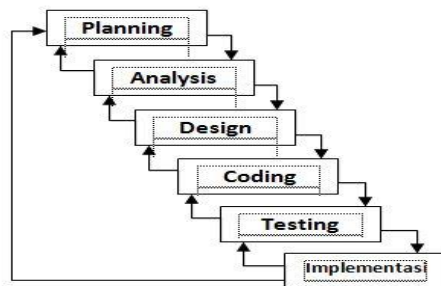 Planning
Analysis
Design
Coding
Testing
Implementasi